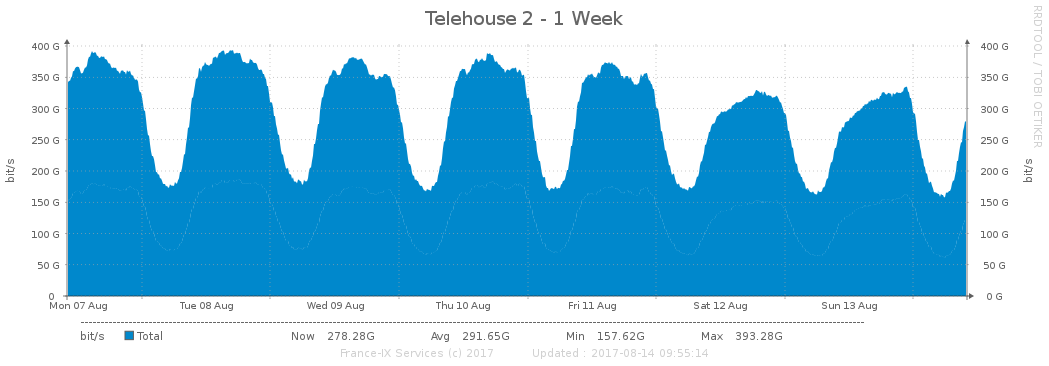 Telehouse 2 - 1 Week
RRDTOOL / TOBI OETIKER
400 G 400 G
350 G 350 G
300 G 300 G
250 G 250 G
200 G 200 G
150 G 150 G
100 G 100 G
50 G 50 G
0 0 G
bit/s bit/s
Mon 07 Aug Tue 08 Aug Wed 09 Aug Thu 10 Aug Fri 11 Aug Sat 12 Aug Sun 13 Aug
bit/s Total Now 278.28G Avg 291.65G Min 157.62G Max 393.28G
France-IX Services (c) 2017 Updated : 2017-08-14 09:55:14